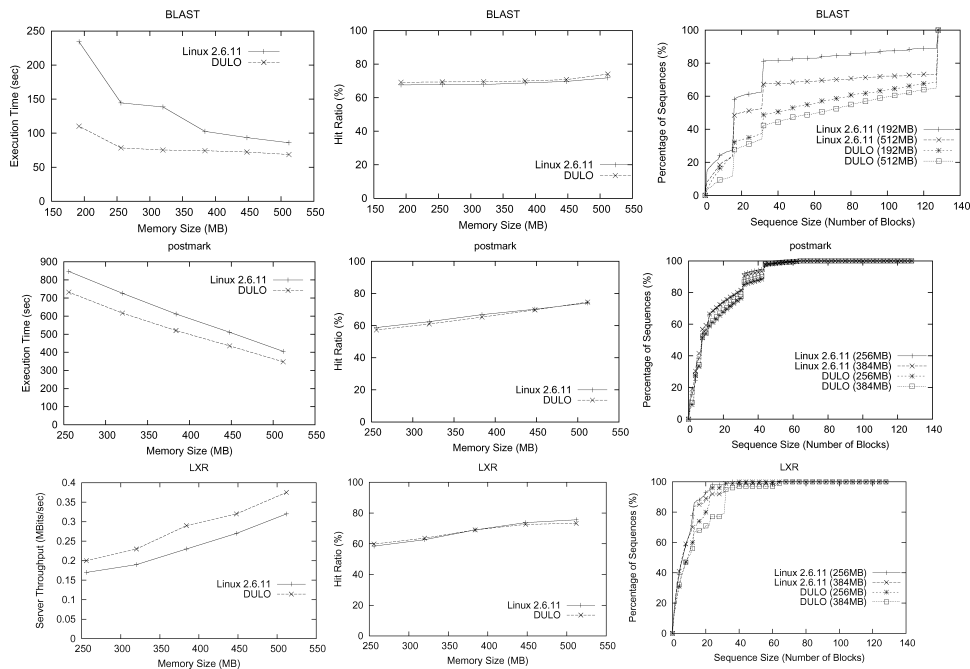 BLAST
Execution Time (sec)
250
200
150
100
50
0
150 200 250 300 350 400 450 500 550
Memory Size (MB)
Linux 2.6.11
DULO
BLAST
Hit Ratio (%)
100
80
60
40
20
0
150 200 250 300 350 400 450 500 550
Memory Size (MB)
Linux 2.6.11
DULO
BLAST
Percentage of Sequences (%)
100
80
60
40
20
0
0 20 40 60 80 100 120 140
Sequence Size (Number of Blocks)
Linux 2.6.11 (192MB)
Linux 2.6.11 (512MB)
DULO (192MB)
DULO (512MB)
postmark
Execution Time (sec)
900
800
700
600
500
400
300
200
100
0
250 300 350 400 450 500 550
Memory Size (MB)
Linux 2.6.11
DULO
postmark
Hit Ratio (%)
100
80
60
40
20
0
250 300 350 400 450 500 550
Memory Size (MB)
Linux 2.6.11
DULO
postmark
Percentage of Sequences (%)
100
80
60
40
20
0
0 20 40 60 80 100 120 140
Sequence Size (Number of Blocks)
Linux 2.6.11 (256MB)
Linux 2.6.11 (384MB)
DULO (256MB)
DULO (384MB)
LXR
Server Throughput (MBits/sec)
0.4
0.35
0.3
0.25
0.2
0.15
0.1
0.05
0
250 300 350 400 450 500 550
Memory Size (MB)
Linux 2.6.11
DULO
LXR
Hit Ratio (%)
100
80
60
40
20
0
250 300 350 400 450 500 550
Memory Size (MB)
Linux 2.6.11
DULO
LXR
Percentage of Sequences (%)
100
80
60
40
20
0
0 20 40 60 80 100 120 140
Sequence Size (Number of Blocks)
Linux 2.6.11 (256MB)
Linux 2.6.11 (384MB)
DULO (256MB)
DULO (384MB)